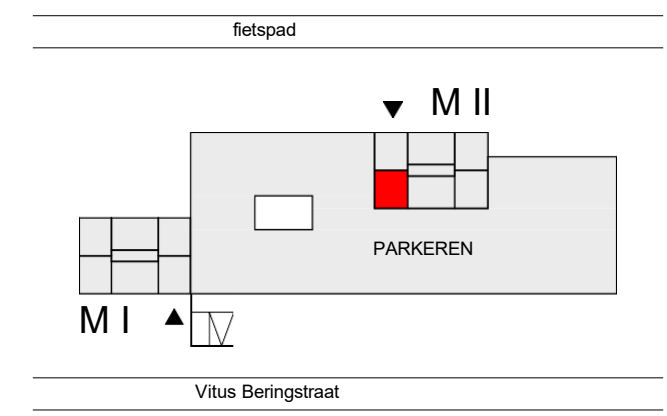 fietspad
M II
PARKEREN
M I
Vitus Beringstraat